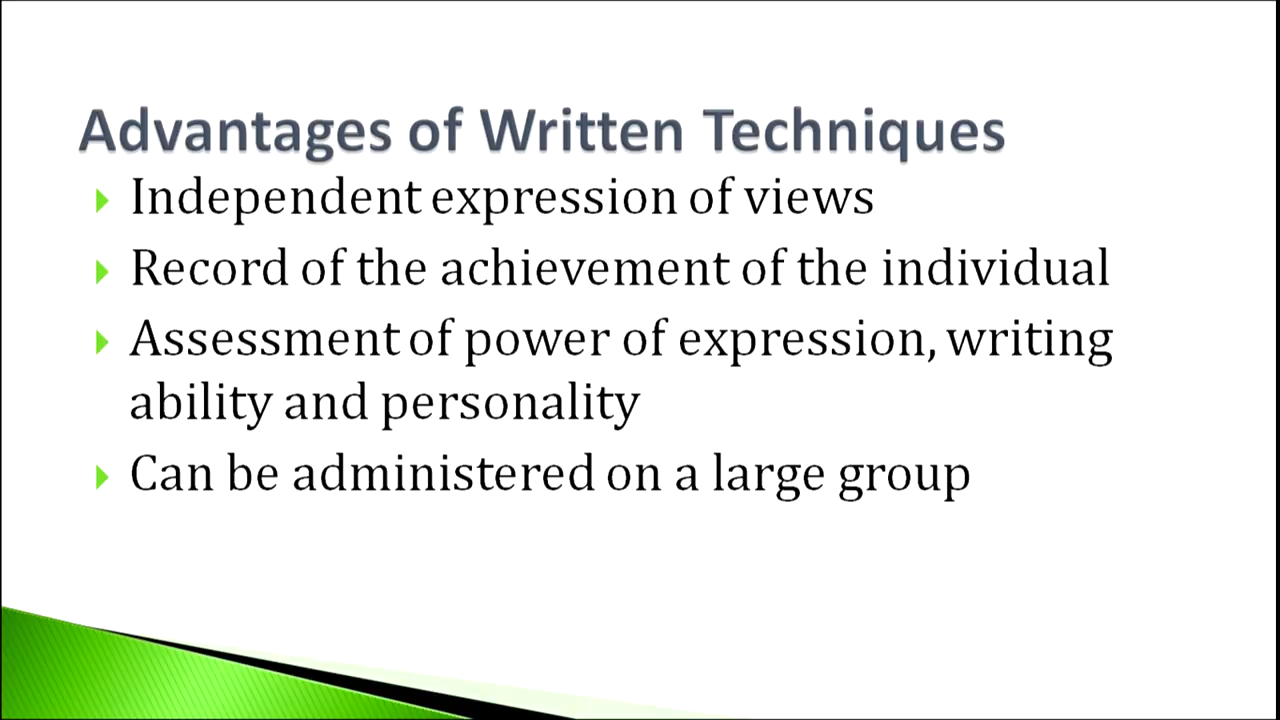 Advantages of Written Techniques
Independent expression of views
Record of the achievement of the individual
Assessment of power of expression, writing
ability and personality
Can be administered on a large group